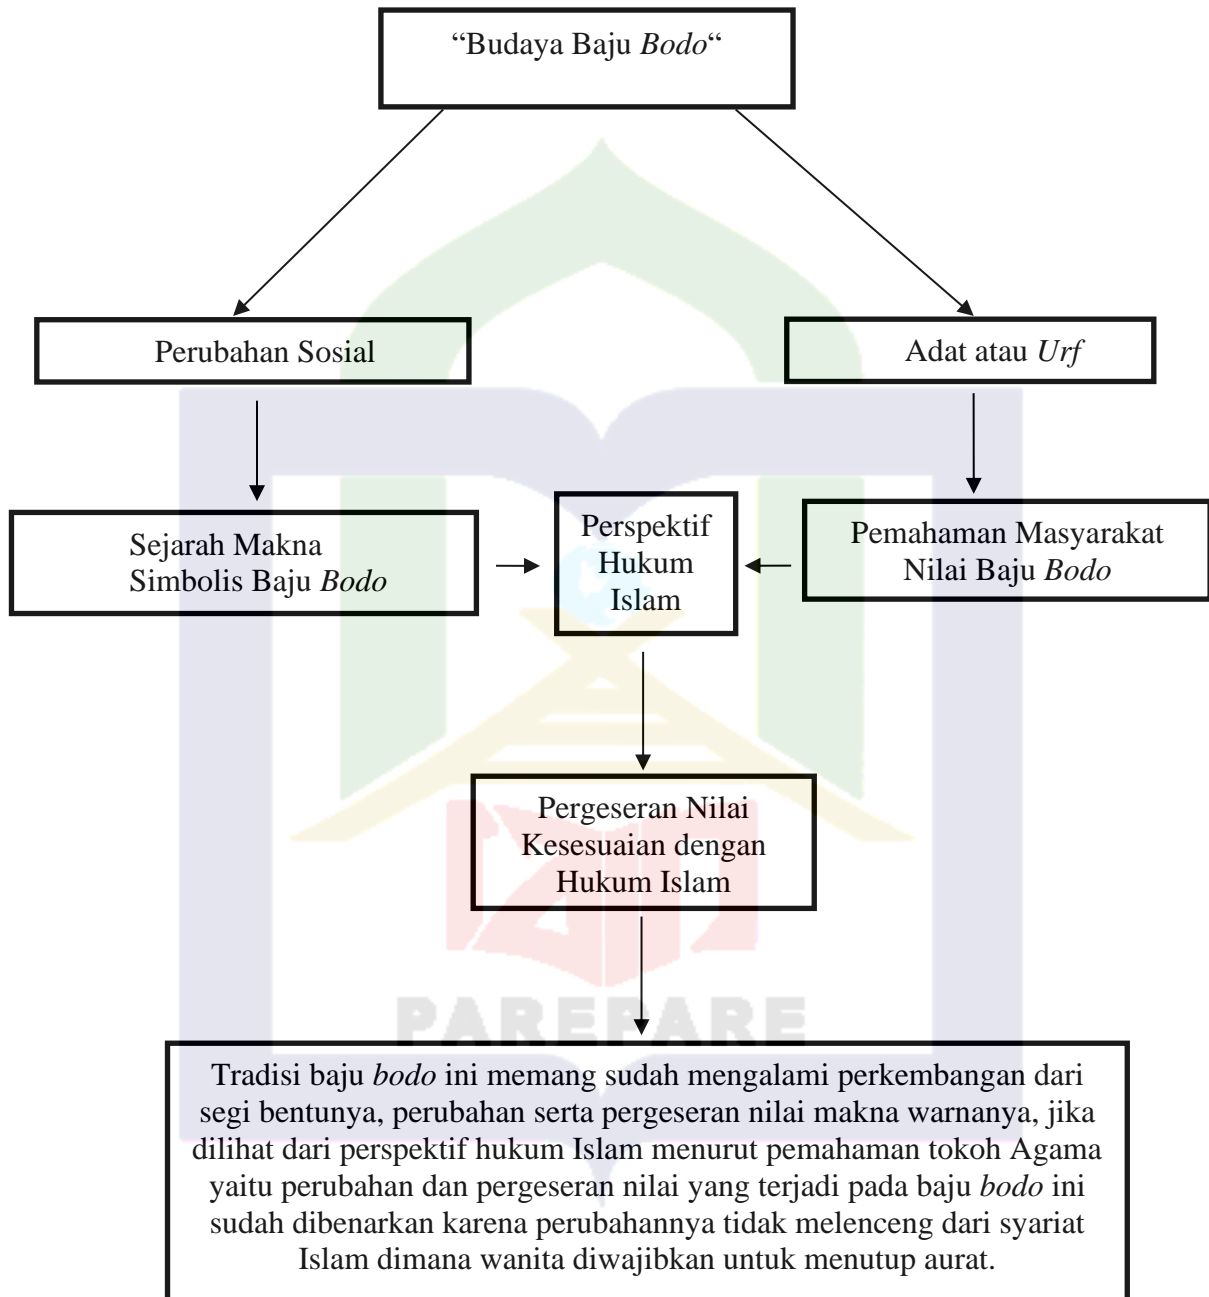 “Budaya Baju Bodo“
Perubahan Sosial
Adat atau Urf
Sejarah Makna
Simbolis Baju Bodo
Perspektif
Hukum
Islam
Pemahaman Masyarakat
Nilai Baju Bodo
Pergeseran Nilai
Kesesuaian dengan
Hukum Islam
PAREPARE
Tradisi baju bodo ini memang sudah mengalami perkembangan dari
segi bentunya, perubahan serta pergeseran nilai makna warnanya, jika
dilihat dari perspektif hukum Islam menurut pemahaman tokoh Agama
yaitu perubahan dan pergeseran nilai yang terjadi pada baju bodo ini
sudah dibenarkan karena perubahannya tidak melenceng dari syariat
Islam dimana wanita diwajibkan untuk menutup aurat.